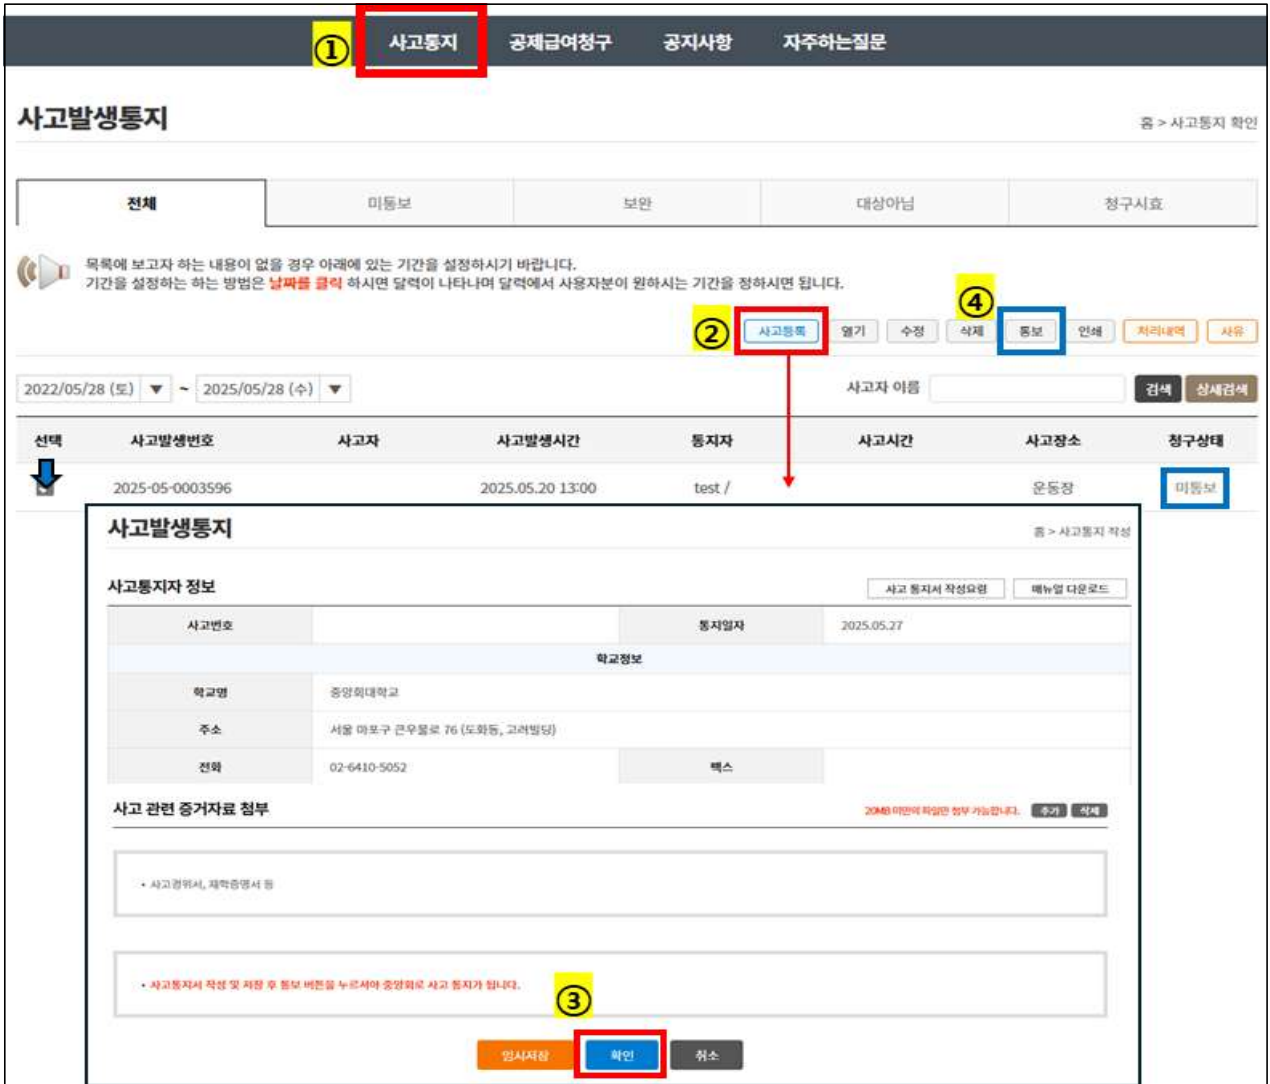 ① 사고통지 공제급여청구 공지사항 자주하는질문
사고발생통지
홈 > 사고통지 확인
전체 미통보 보완 대상아님 청구시효
목록에 보고자 하는 내용이 없을 경우 아래에 있는 기간을 설정하시기 바랍니다.
기간을 설정하는 하는 방법은 날짜를 클릭 하시면 달력이 나타나며 달력에서 사용자분이 원하시는 기간을 정하시면 됩니다.
④
② 사고등록 열기 수정 삭제 통보 인쇄 처리내역 사유
2022/05/28 (토) ▼ ~ 2025/05/28 (수) ▼ 사고자 이름 검색 상세검색
선택 사고발생번호 사고자 사고발생시간 통지자 사고시간 사고장소 청구상태
2025-05-0003596 2025.05.20 13:00 test / 운동장 미통보
사고발생통지
홈 > 사고통지 작성
사고통지자 정보 사고 통지서 작성요령 매뉴얼 다운로드
사고번호 통지일자 2025.05.27
학교정보
학교명 중앙회대학교
주소 서울 마포구 큰우물로 76 (도화동, 고려빌딩)
전화 02-6410-5052 팩스
사고 관련 증거자료 첨부 20MB 미만의 파일만 첨부 가능합니다. 추가 삭제
• 사고경위서, 재학증명서 등
• 사고통지서 작성 및 저장 후 통보 버튼을 누르셔야 중앙회로 사고 통지가 됩니다.
③
임시저장 확인 취소